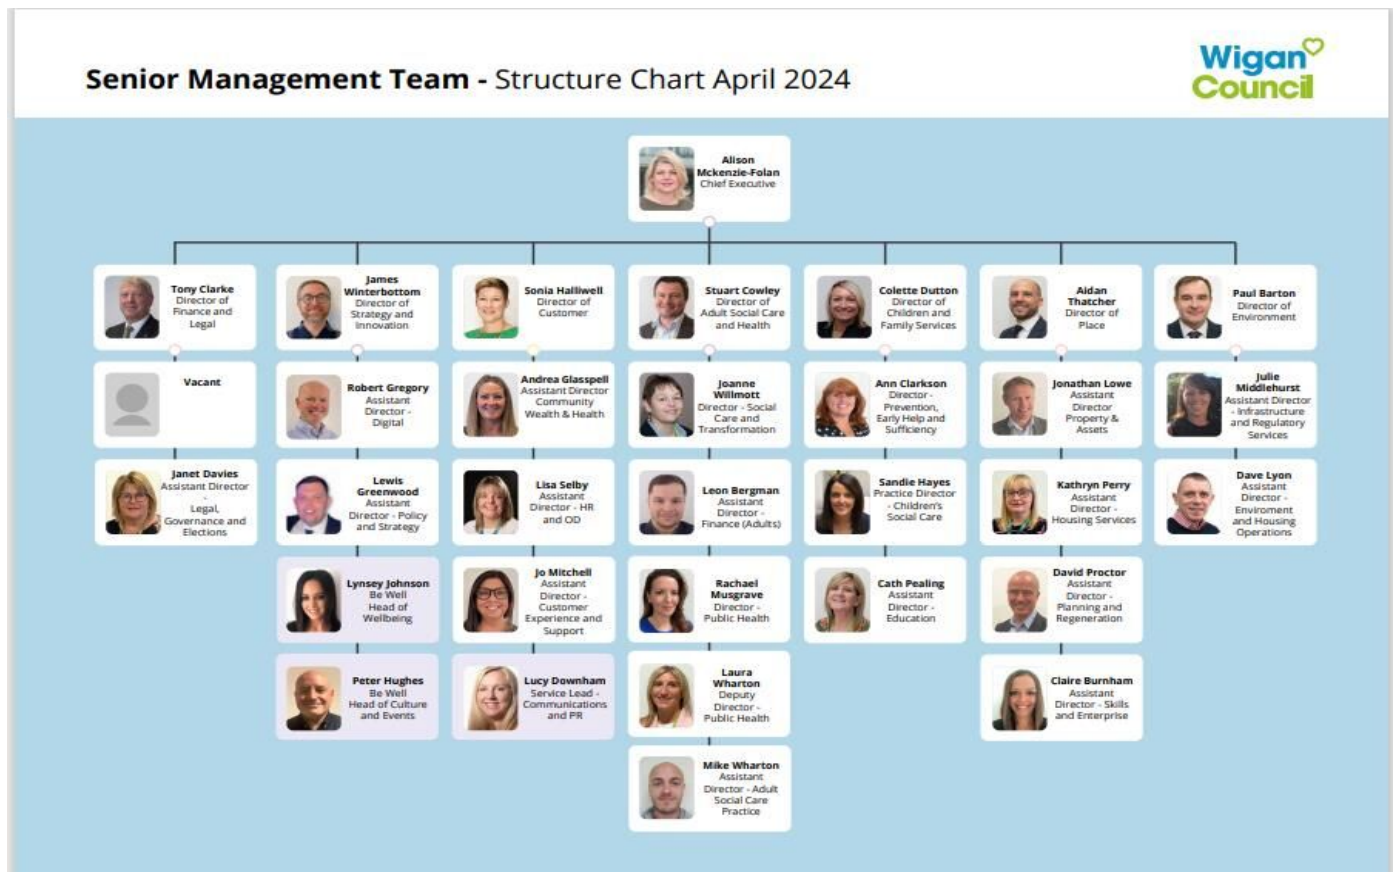 Senior Management Team - Structure Chart April 2024
Wigan
Council
Alison
Mckenzie-Folan
Chief Executive
Tony Clarke
Director of
Finance and
Legal
James
Winterbottom
Director of
Strategy and
Innovation
Sonia Halliwell
Director of
Customer
Stuart Cowley
Director of
Adult Social Care
and Health
Colette Dutton
Director of
Children and
Family Services
Aidan
Thatcher
Director of
Place
Paul Barton
Director of
Environment
Vacant
Robert Gregory
Assistant
Director -
Digital
Andrea Glasspell
Assistant Director
Community
Wealth & Health
Joanne
Willmott
Director - Social
Care and
Transformation
Ann Clarkson
Director -
Prevention,
Early Help and
Sufficiency
Jonathan Lowe
Assistant
Director
Property &
Assets
Julie
Middlehurst
Assistant Director
- Infrastructure
and Regulatory
Services
Janet Davies
Assistant Director
-
Legal,
Governance and
Elections
Lewis
Greenwood
Assistant
Director - Policy
and Strategy
Lisa Selby
Assistant
Director - HR
and OD
Leon Bergman
Assistant
Director -
Finance (Adults)
Sandie Hayes
Practice Director
- Children's
Social Care
Kathryn Perry
Assistant
Director -
Housing Services
Dave Lyon
Assistant
Director -
Enviroment
and Housing
Operations
Lynsey Johnson
Be Well
Head of
Wellbeing
Jo Mitchell
Assistant
Director -
Customer
Experience and
Support
Rachael
Musgrave
Director -
Public Health
Cath Pealing
Assistant
Director -
Education
David Proctor
Assistant
Director -
Planning and
Regeneration
Peter Hughes
Be Well
Head of Culture
and Events
Lucy Downham
Service Lead -
Communications
and PR
Laura
Wharton
Deputy
Director -
Public Health
Claire Burnham
Assistant
Director - Skills
and Enterprise
Mike Wharton
Assistant
Director - Adult
Social Care
Practice